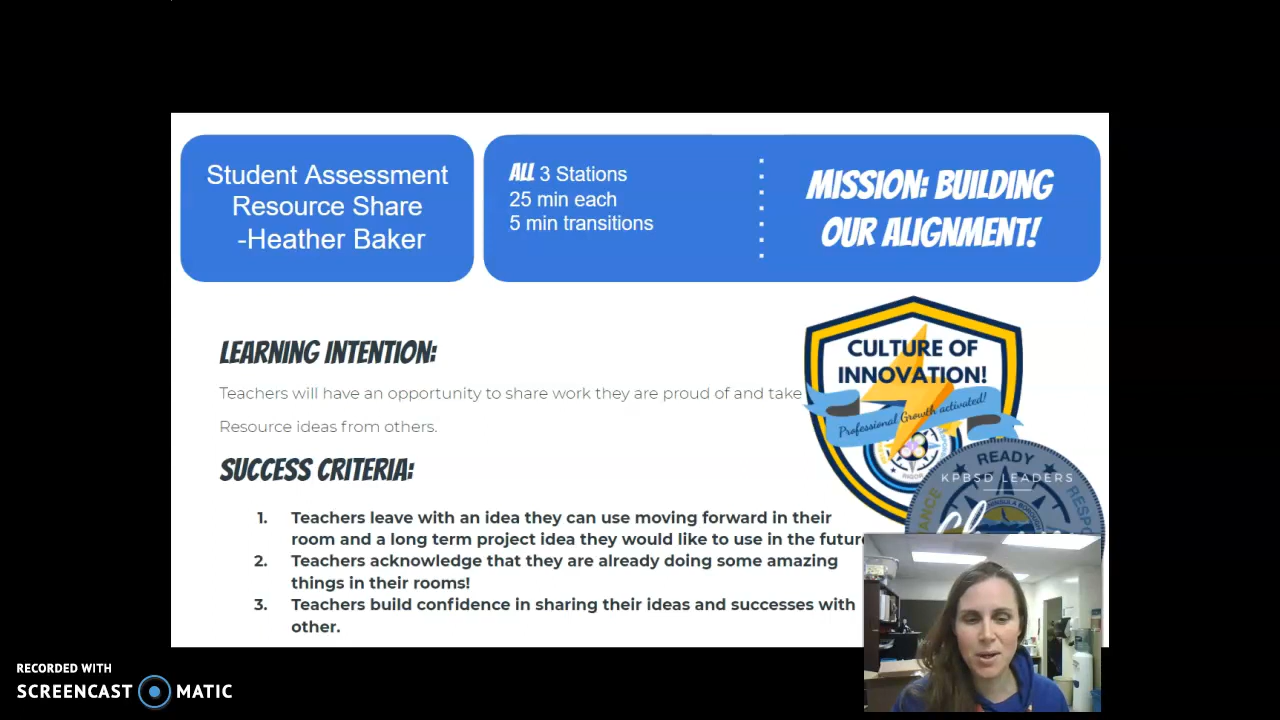 Student Assessment
Resource Share
-Heather Baker
ALL 3 Stations
25 min each
5 min transitions
MISSION: BUILDING
OUR ALIGNMENT!
LEARNING INTENTION:
Teachers will have an opportunity to share work they are proud of and take
Resource ideas from others.
SUCCESS CRITERIA:
1. Teachers leave with an idea they can use moving forward in their
room and a long term project idea they would like to use in the future
2. Teachers acknowledge that they are already doing some amazing
things in their rooms!
3. Teachers build confidence in sharing their ideas and successes with
other.
CULTURE OF
INNOVATION!
Professional Growth activated!
RIGOR
READY
KPBSD LEADERS
RECORDED WITH
SCREENCAST MATIC